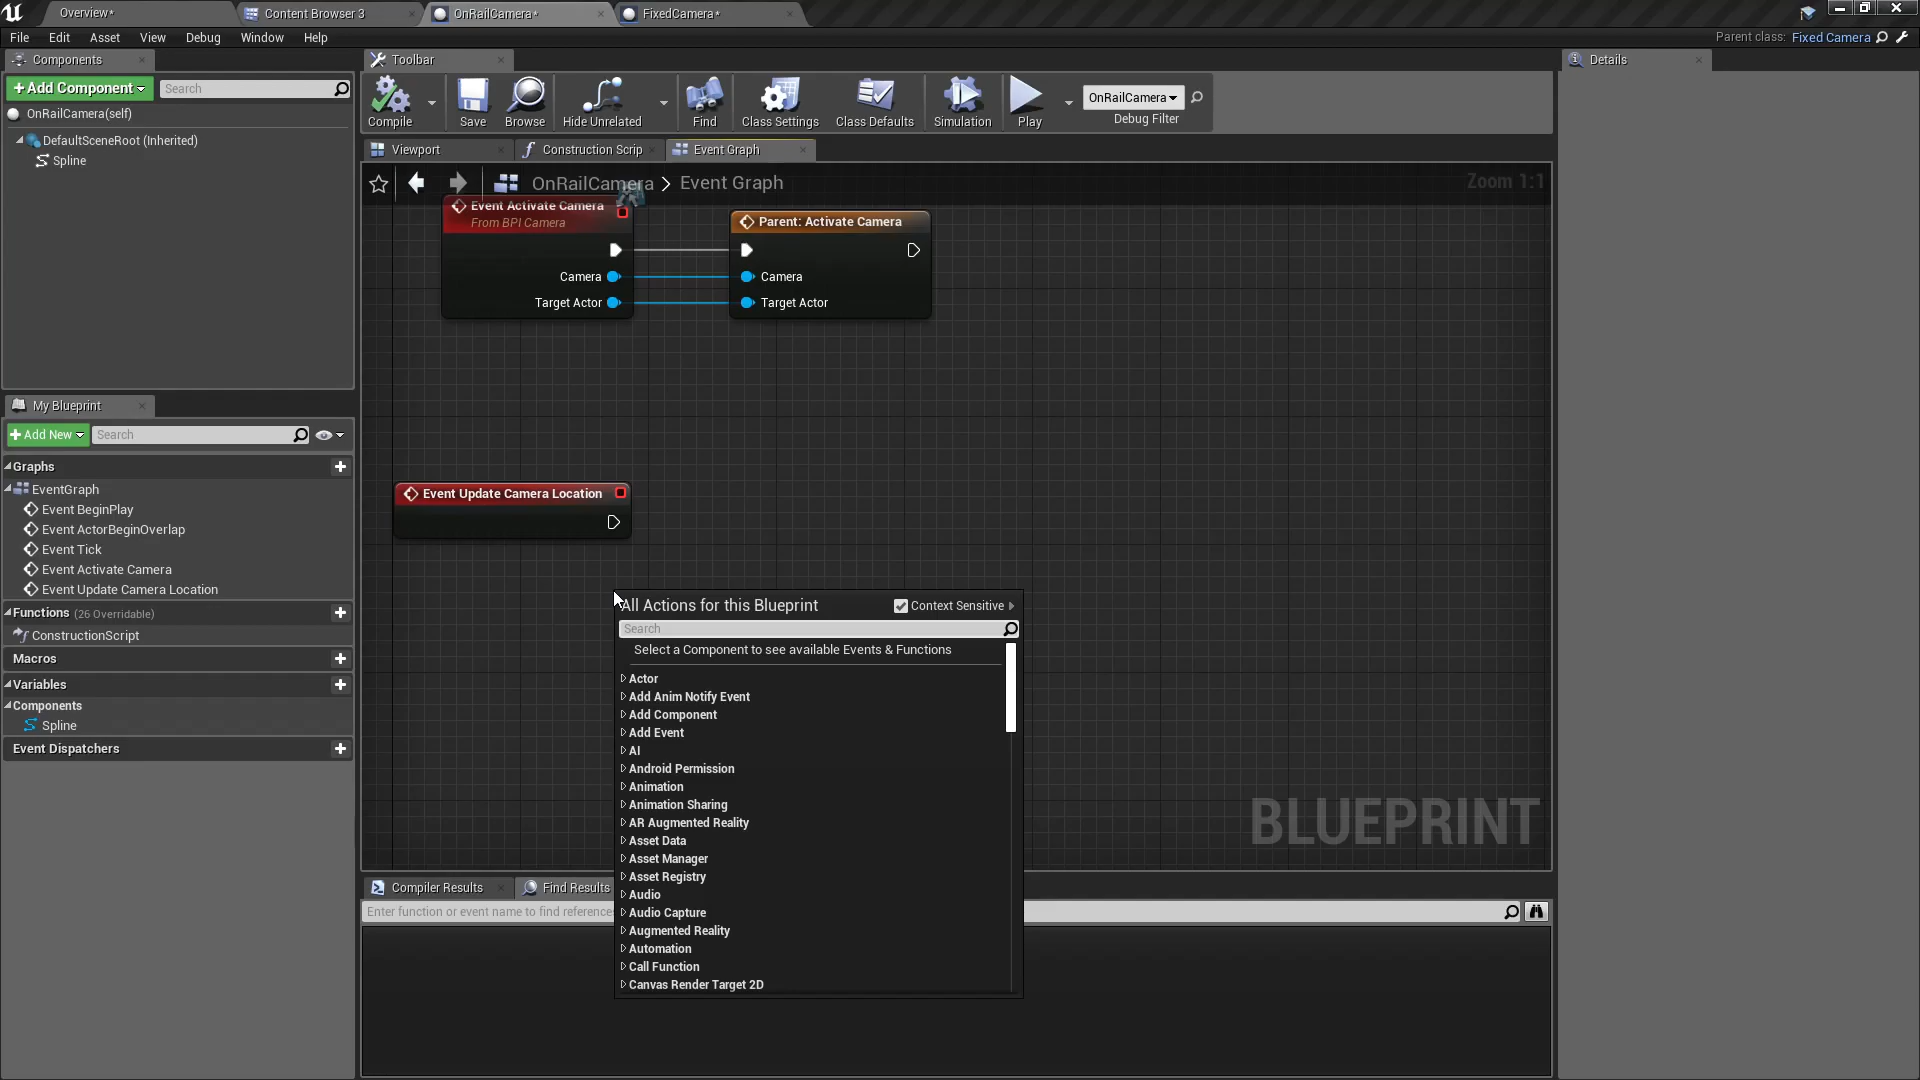 Overview*
Content Browser 3
OnRailCamera*
FixedCamera*
File Edit Asset View Debug Window Help
Parent class: Fixed Camera
Components
Toolbar
Details
Add Component
Search
OnRailCamera(self)
DefaultSceneRoot (Inherited)
Spline
Compile
Save
Browse
Hide Unrelated
Find
Class Settings
Class Defaults
Simulation
Play
OnRailCamera
Debug Filter
Viewport
Construction Scrip
Event Graph
OnRailCamera > Event Graph
Zoom 1:1
Event Activate Camera
From BPI Camera
Camera
Target Actor
Parent: Activate Camera
Camera
Target Actor
My Blueprint
Add New
Search
Graphs
EventGraph
Event BeginPlay
Event ActorBeginOverlap
Event Tick
Event Activate Camera
Event Update Camera Location
Functions (26 Overridable)
ConstructionScript
Macros
Variables
Components
Spline
Event Dispatchers
Event Update Camera Location
All Actions for this Blueprint
Context Sensitive
Search
Select a Component to see available Events & Functions
Actor
Add Anim Notify Event
Add Component
Add Event
AI
Android Permission
Animation
Animation Sharing
AR Augmented Reality
Asset Data
Asset Manager
Asset Registry
Audio
Audio Capture
Augmented Reality
Automation
Call Function
Canvas Render Target 2D
BLUEPRINT
Compiler Results
Find Results
Enter function or event name to find references